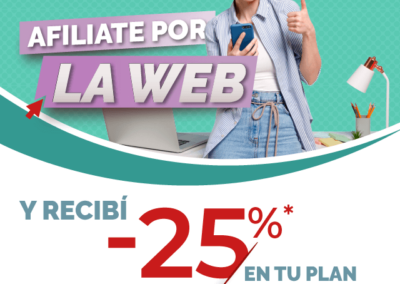 AFILIATE POR
LA WEB
Y RECIBÍ
-25%*
EN TU PLAN